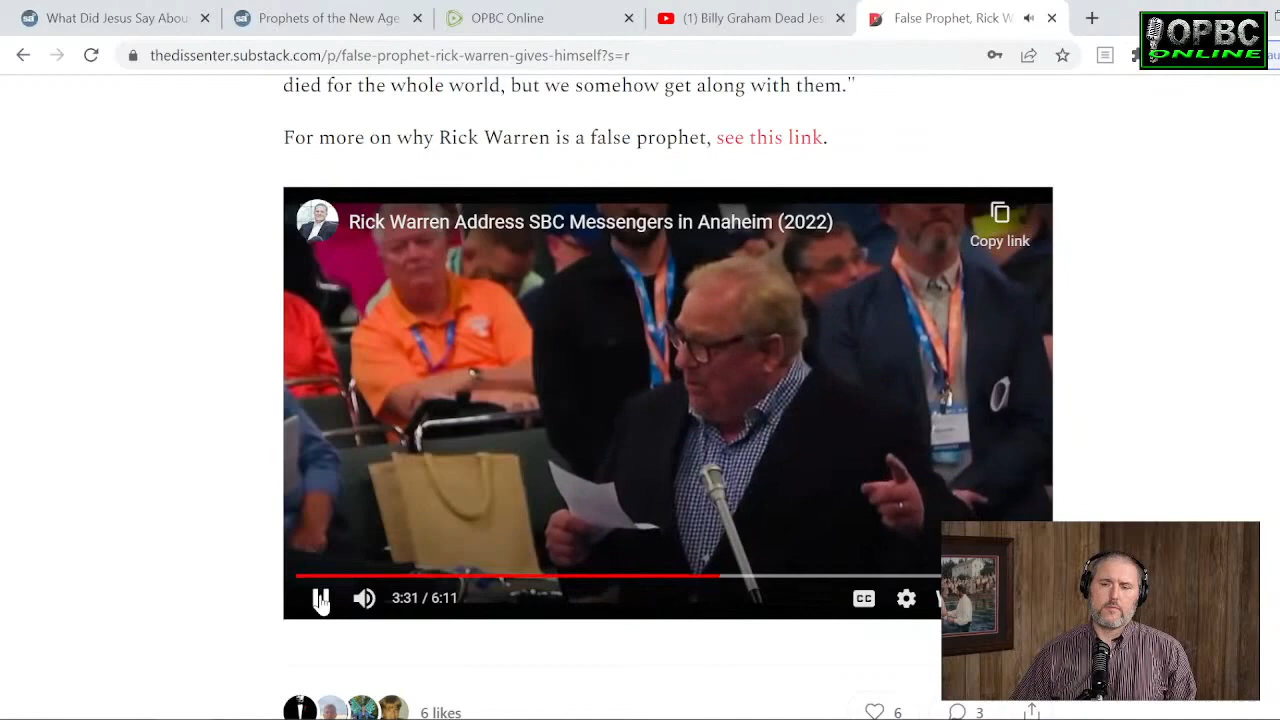 What Did Jesus Say Abou
Prophets of the New Age
OPBC Online
(1) Billy Graham Dead Jes
False Prophet, Rick W
OPBC
ONLINE
thedissenter.substack.com/p/false-prophet-r
himself?s=r
died for the whole world, but we somehow get along with them."
For more on why Rick Warren is a false prophet, see this link.
Rick Warren Address SBC Messengers in Anaheim (2022)
Copy link
3:31 / 6:11
CC
6 likes
6
3